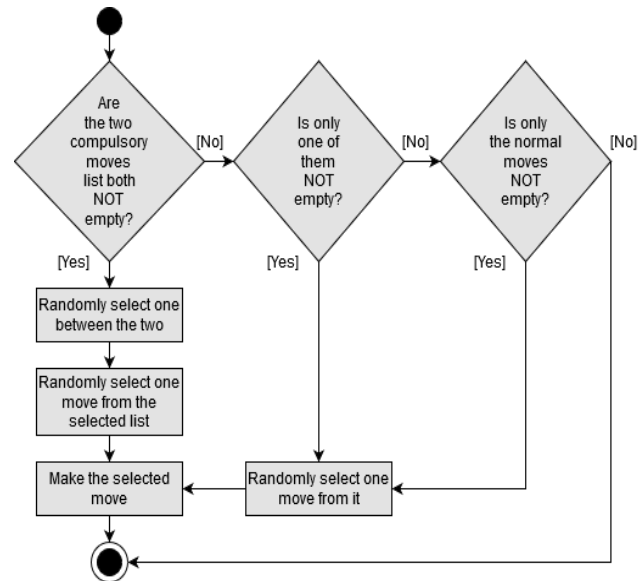 Are
the two
compulsory
moves
list both
NOT
empty?
[No]
Is only
one of
them
NOT
empty?
[No]
Is only
the normal
moves
NOT
empty?
[No]
[Yes]
[Yes]
[Yes]
Randomly select one
between the two
Randomly select one
move from the
selected list
Make the selected
move
Randomly select one
move from it